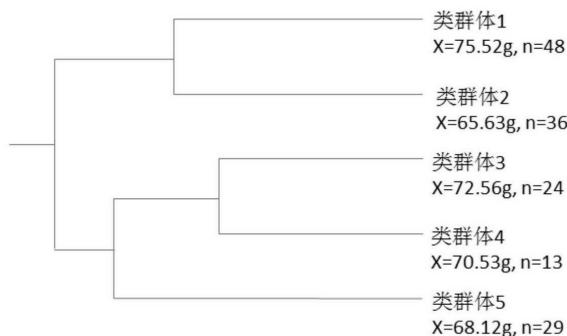 类群体1
X=75.52g, n=48
类群体2
X=65.63g, n=36
类群体3
X=72.56g, n=24
类群体4
X=70.53g, n=13
类群体5
X=68.12g, n=29